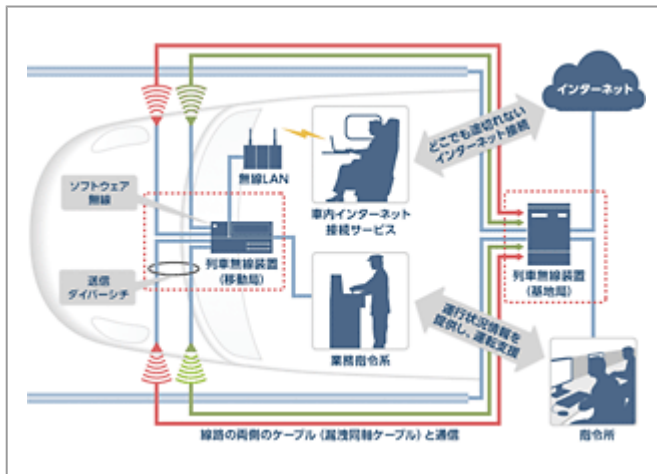 インターネット
どこでも途切れない
インターネット接続
無線LAN
ソフトウェア
無線
車内インターネット
接続サービス
列車無線装置
(移動局)
列車無線装置
(基地局)
送信
ダイバーシチ
運行状況情報を
提供し、運転支援
業務指令系
指令所
線路の両側のケーブル(漏洩同軸ケーブル)と通信